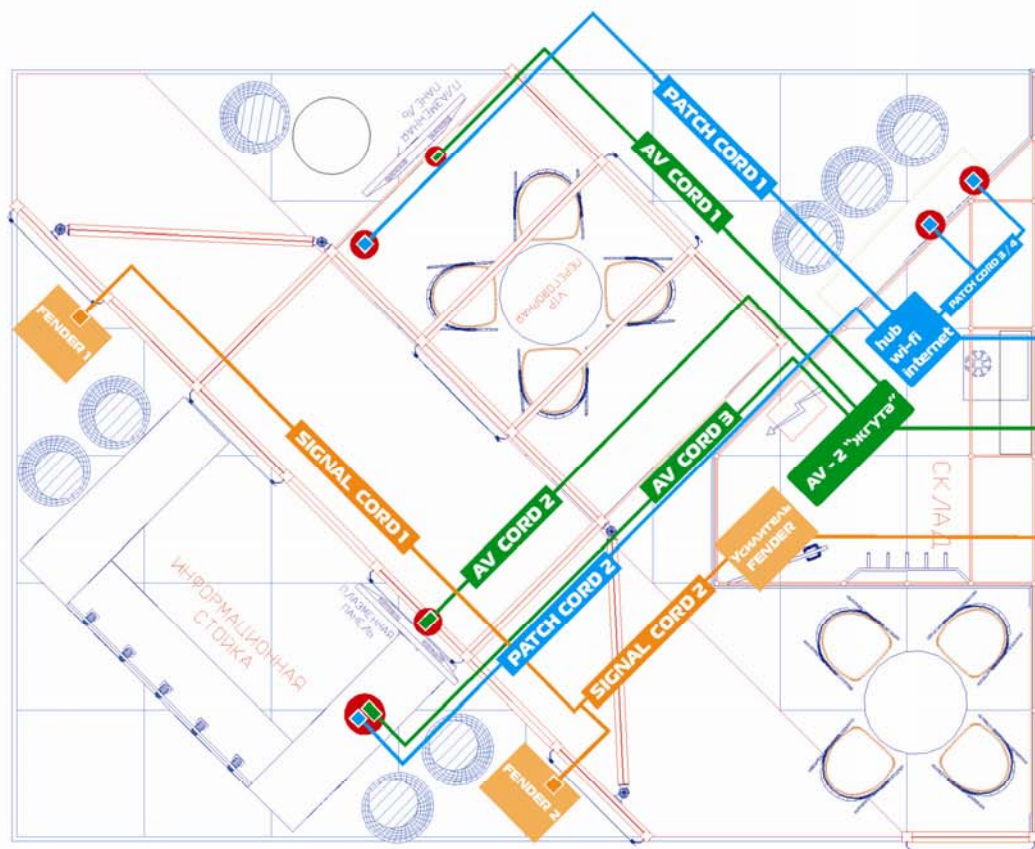 ПЛАЗМЕННАЯ
ПАНЕЛЬ
PATCH CORD 1
AV CORD 1
VIP
ПЕРЕГОВОРНАЯ
PATCH CORD 3 / 4
hub
wi-fi
internet
FENDER 1
SIGNAL CORD 1
AV CORD 2
AV CORD 3
AV - 2 "жгута"
СКЛАД
Усилитель
FENDER
ИНФОРМАЦИОННАЯ
СТОЙКА
ПЛАЗМЕННАЯ
ПАНЕЛЬ
PATCH CORD 2
SIGNAL CORD 2
FENDER 2